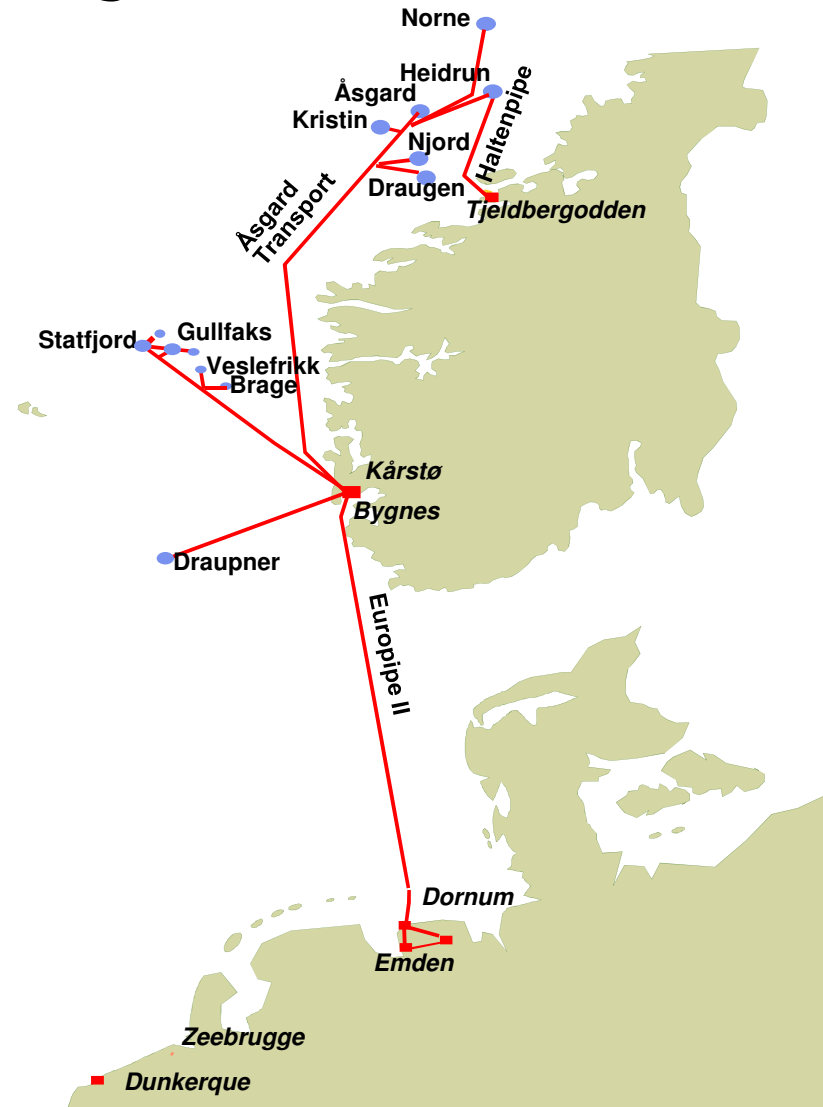 Norne
Heidrun
Åsgard
Kristin
Haltenpipe
Njord
Draugen
Tjeldbergodden
Åsgard
Transport
Statfjord
Gullfaks
Veslefrikk
Brage
Kårstø
Bygnes
Draupner
Europipe II
Dornum
Emden
Zeebrugge
Dunkerque